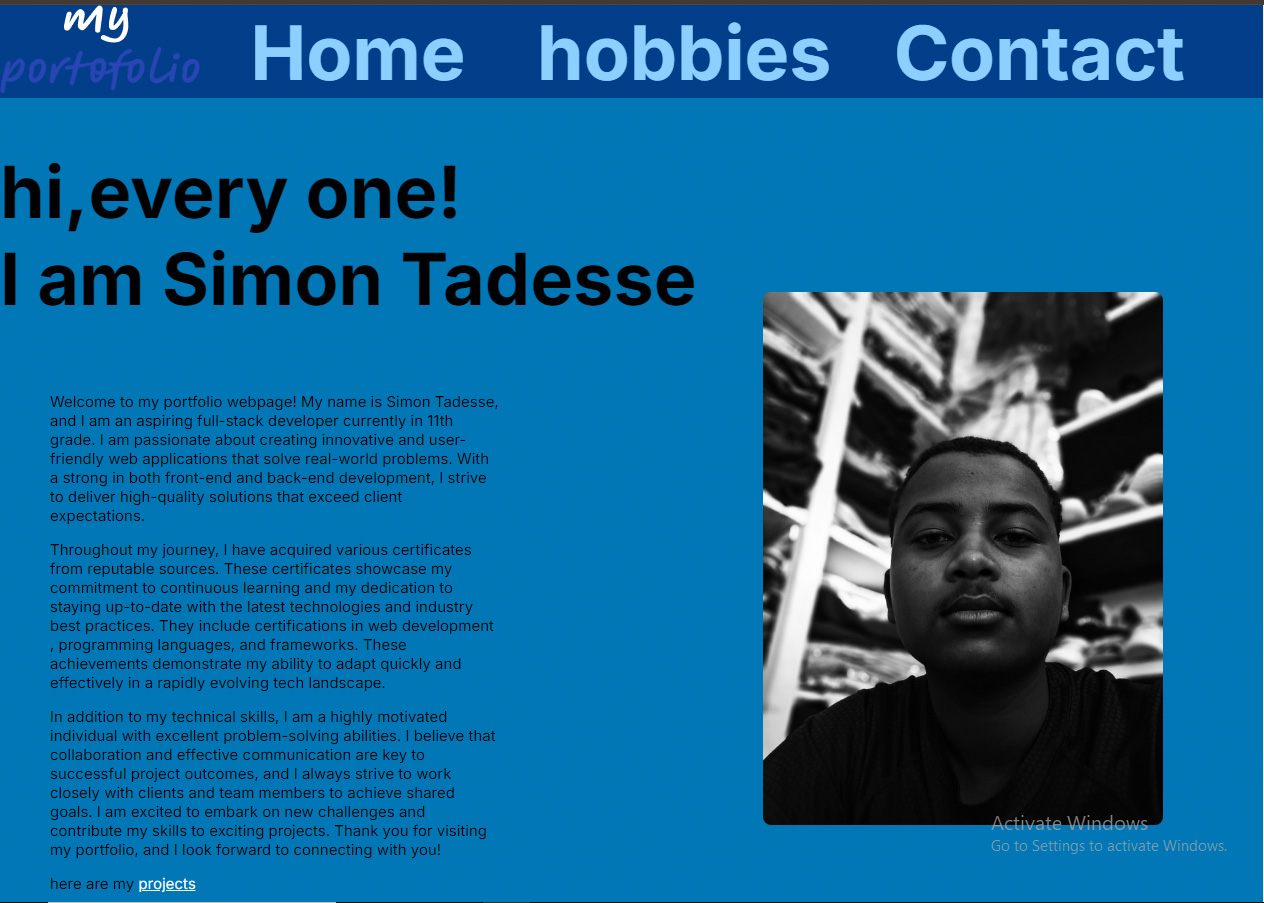 my
portofolio
Home hobbies Contact
hi,every one!
I am Simon Tadesse
Welcome to my portfolio webpage! My name is Simon Tadesse,
and I am an aspiring full-stack developer currently in 11th
grade. I am passionate about creating innovative and user-
friendly web applications that solve real-world problems. With
a strong in both front-end and back-end development, I strive
to deliver high-quality solutions that exceed client
expectations.
Throughout my journey, I have acquired various certificates
from reputable sources. These certificates showcase my
commitment to continuous learning and my dedication to
staying up-to-date with the latest technologies and industry
best practices. They include certifications in web development
, programming languages, and frameworks. These
achievements demonstrate my ability to adapt quickly and
effectively in a rapidly evolving tech landscape.
In addition to my technical skills, I am a highly motivated
individual with excellent problem-solving abilities. I believe that
collaboration and effective communication are key to
successful project outcomes, and I always strive to work
closely with clients and team members to achieve shared
goals. I am excited to embark on new challenges and
contribute my skills to exciting projects. Thank you for visiting
my portfolio, and I look forward to connecting with you!
here are my projects
Activate Windows
Go to Settings to activate Windows.